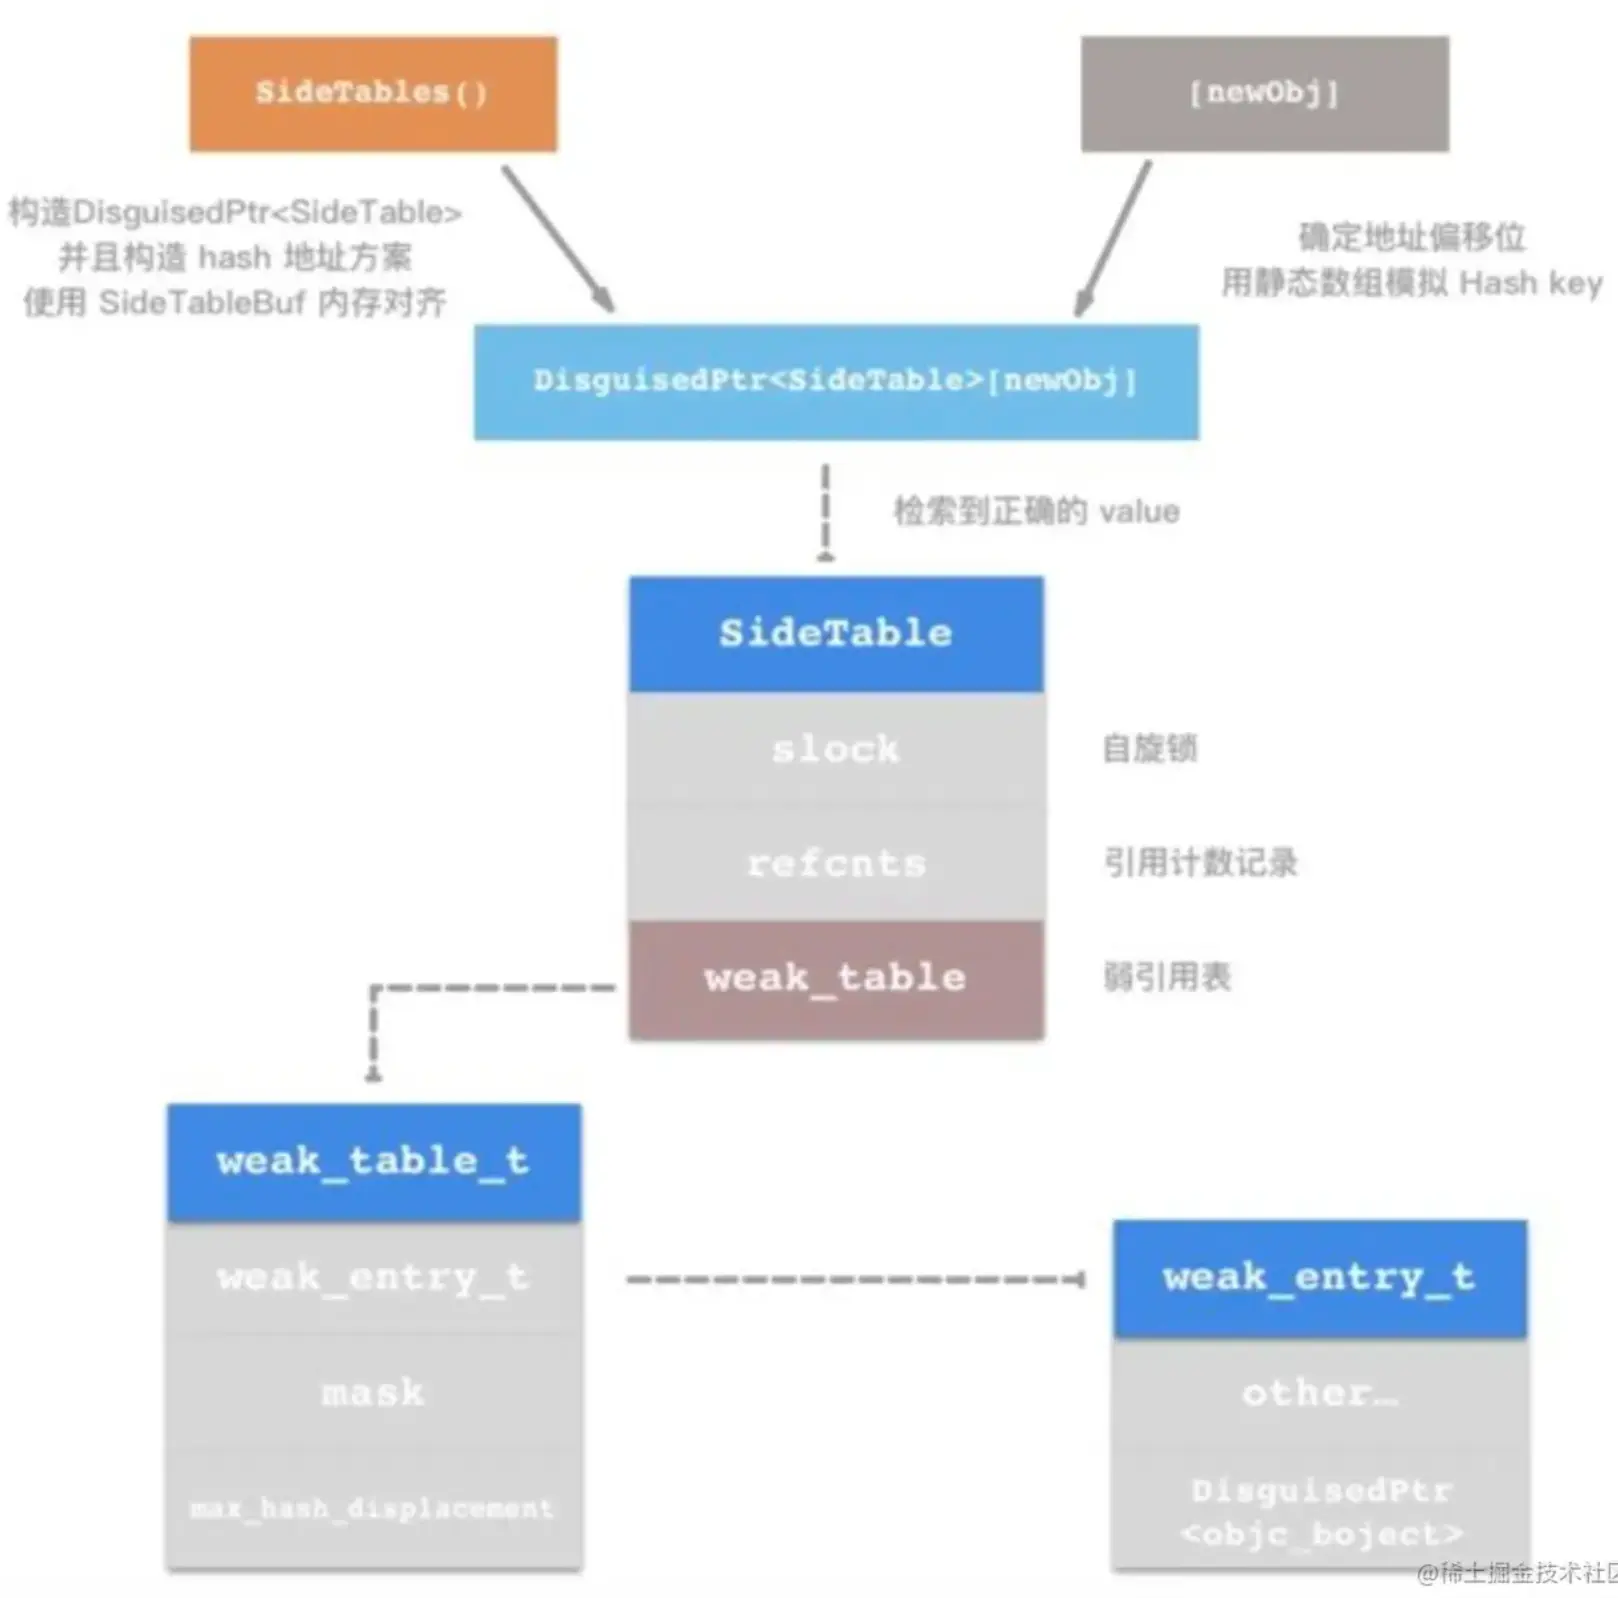 SideTables()
[newObj]
构造DisguisedPtr<SideTable>
并且构造 hash 地址方案
使用 SideTableBuf 内存对齐
确定地址偏移位
用静态数组模拟 Hash key
DisguisedPtr<SideTable>[newObj]
检索到正确的 value
SideTable
slock
自旋锁
refcnts
引用计数记录
weak_table
弱引用表
weak_table_t
weak_entry_t
mask
max_hash_displacement
weak_entry_t
other…
DisguisedPtr
<objc_boject>
@稀土掘金技术社区